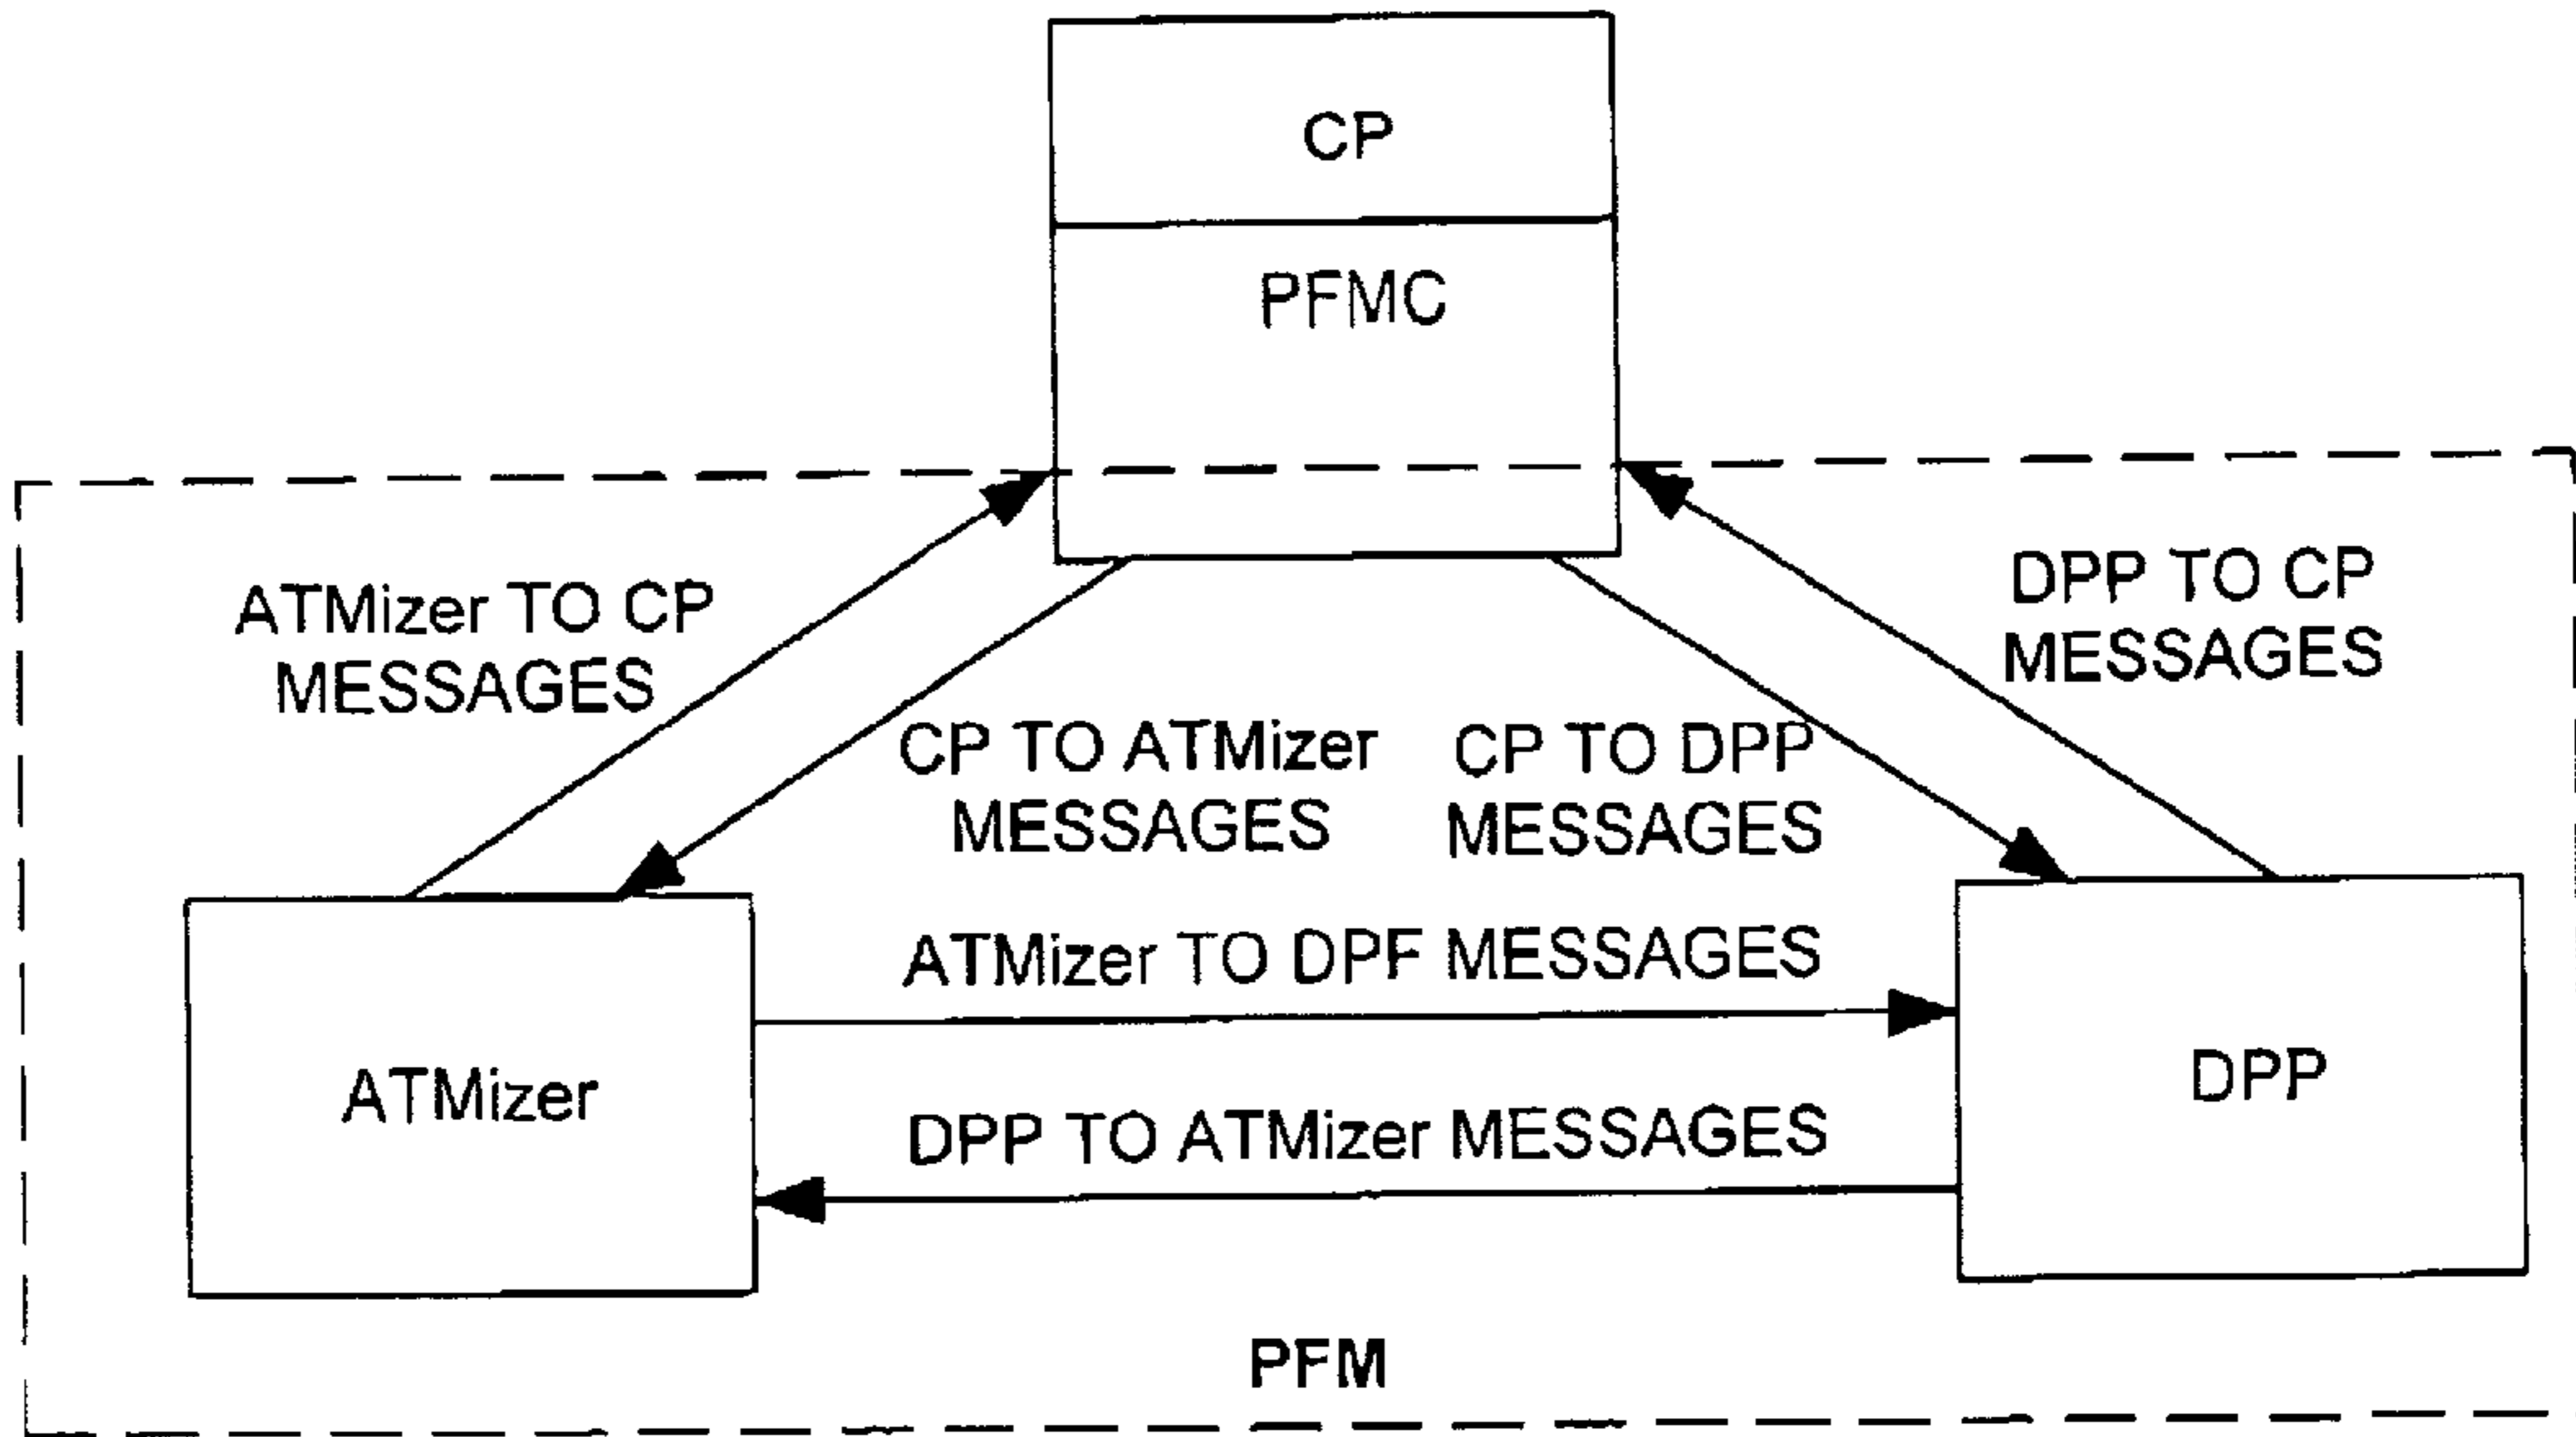 CP
PFMC
ATMizer TO CP
MESSAGES
DPP TO CP
MESSAGES
CP TO ATMizer
MESSAGES
CP TO DPP
MESSAGES
ATMizer TO DPF MESSAGES
ATMizer
DPP
DPP TO ATMizer MESSAGES
PFM